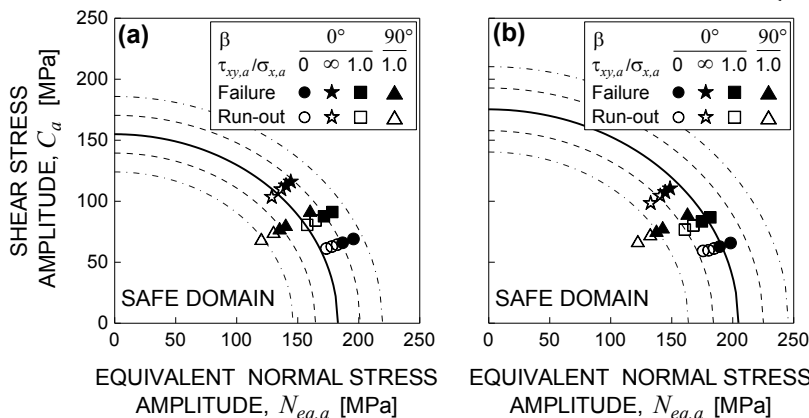 (a)
β 0° 90°
τxy,a/σx,a 0 ∞ 1.0 1.0
Failure
Run-out
SAFE DOMAIN
250
200
150
100
50
0
0 50 100 150 200 250
SHEAR STRESS
AMPLITUDE, Ca [MPa]
EQUIVALENT NORMAL STRESS
AMPLITUDE, Neq,a [MPa]
(b)
β 0° 90°
τxy,a/σx,a 0 ∞ 1.0 1.0
Failure
Run-out
SAFE DOMAIN
0 50 100 150 200 250
EQUIVALENT NORMAL STRESS
AMPLITUDE, Neq,a [MPa]